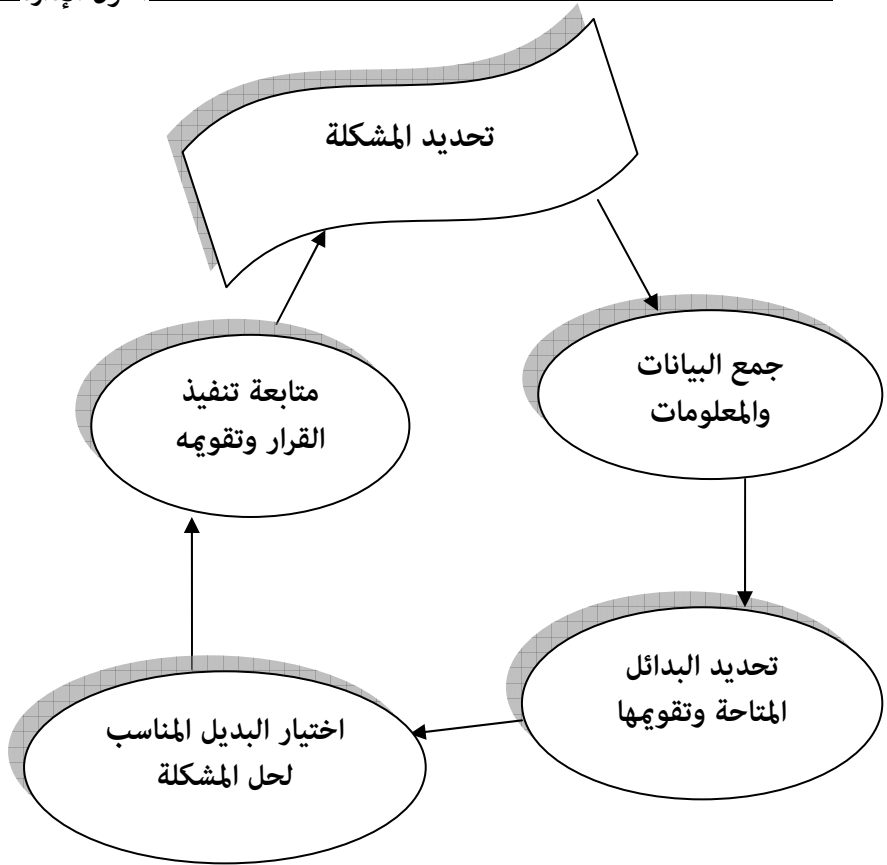 تحديد المشكلة
جمع البيانات
والمعلومات
تحديد البدائل
المتاحة وتقويمها
اختيار البديل المناسب
لحل المشكلة
متابعة تنفيذ
القرار وتقويمه